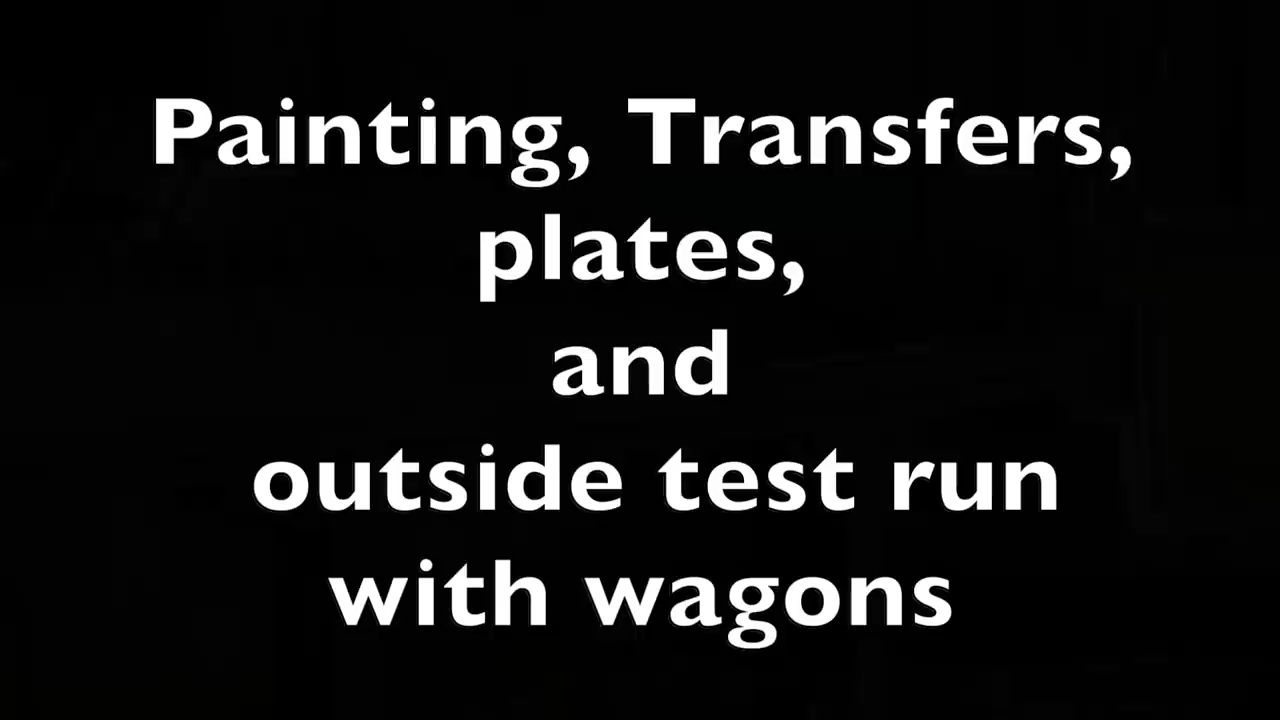 Painting, Transfers,
plates,
and
outside test run
with wagons